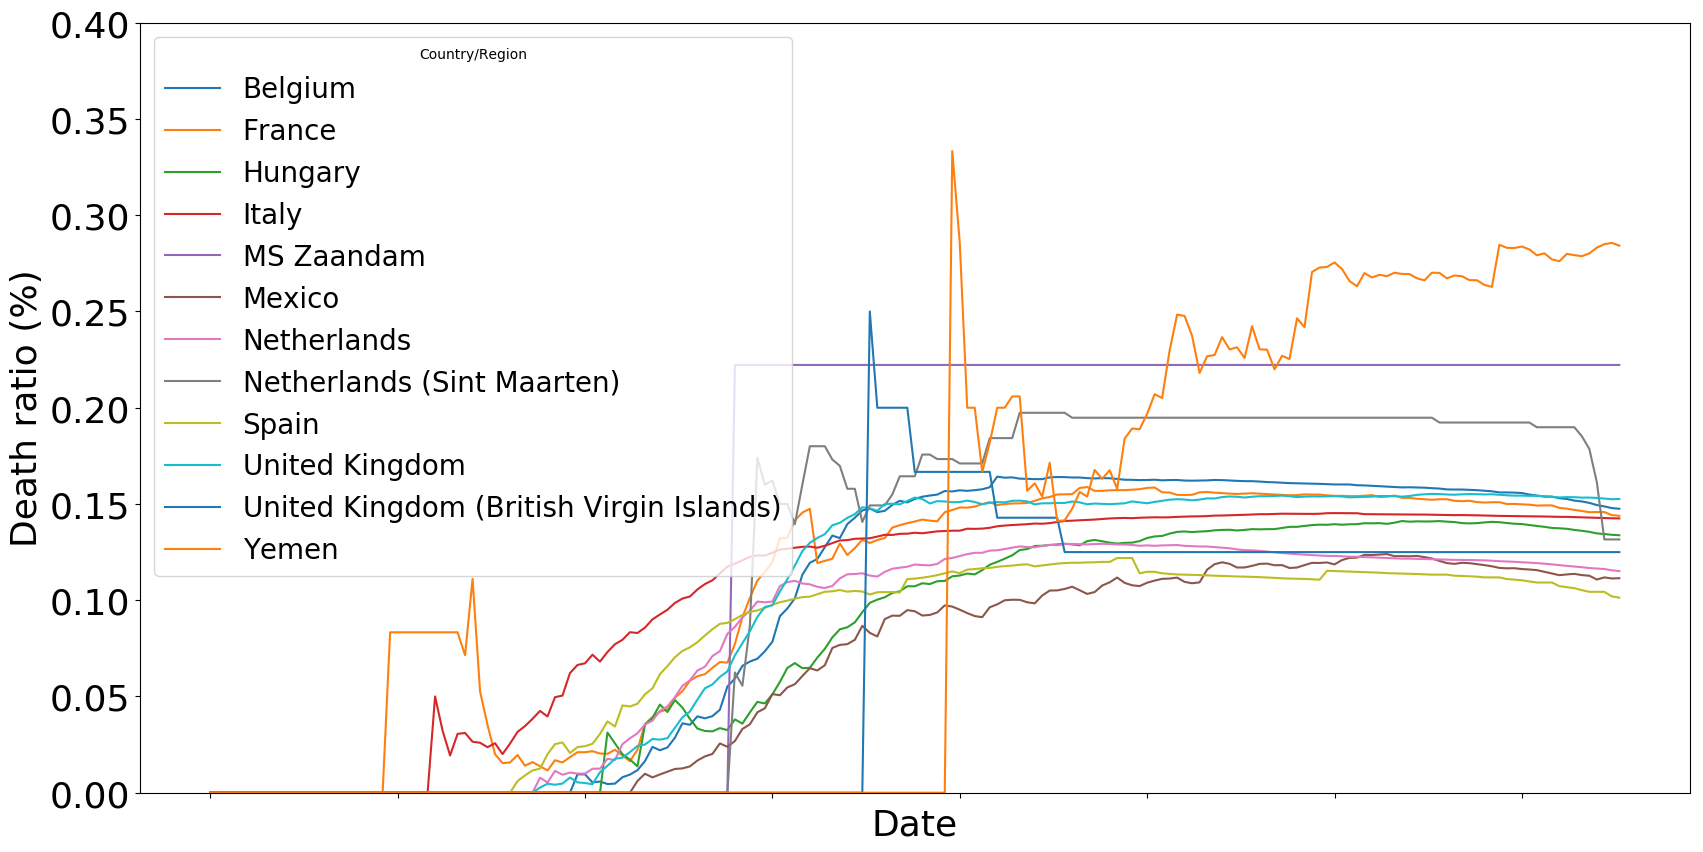 0.40
0.35
0.30
0.25
0.20
0.15
0.10
0.05
0.00
Death ratio (%)
Date
Country/Region
Belgium
France
Hungary
Italy
MS Zaandam
Mexico
Netherlands
Netherlands (Sint Maarten)
Spain
United Kingdom
United Kingdom (British Virgin Islands)
Yemen